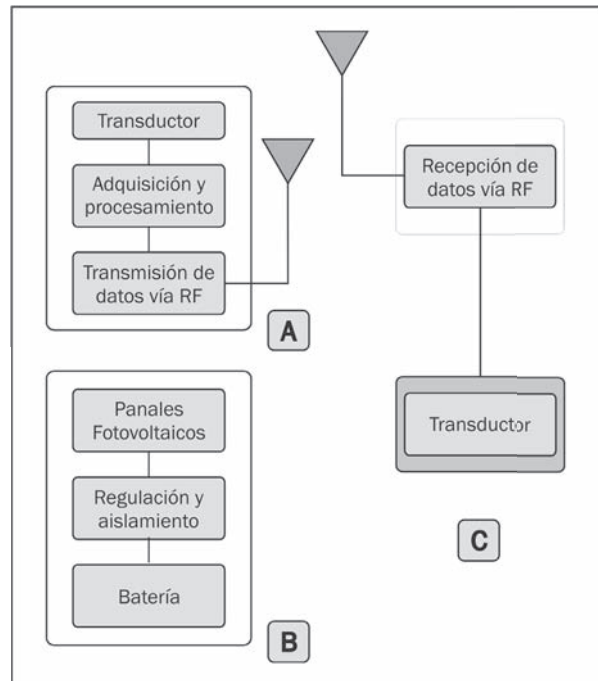 Transductor
Adquisición y
procesamiento
Transmisión de
datos vía RF
A
Panales
Fotovoltaicos
Regulación y
aislamiento
Batería
B
Recepción de
datos vía RF
Transductor
C